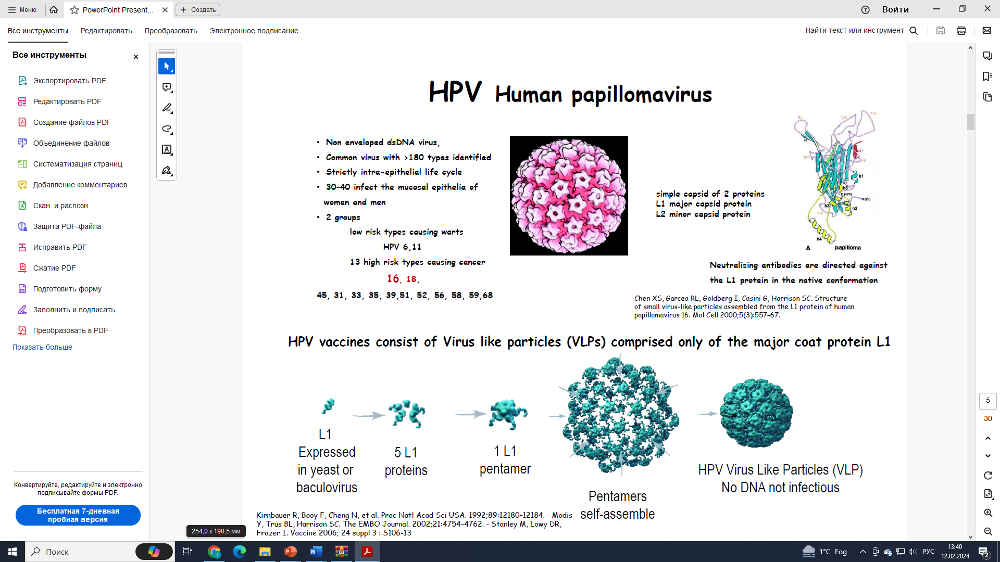 Меню
PowerPoint Present...
Создать
Войти
Все инструменты
Редактировать
Преобразовать
Электронное подписание
Найти текст или инструмент
Все инструменты
Экспортировать PDF
Редактировать PDF
Создание файлов PDF
Объединение файлов
Систематизация страниц
Добавление комментариев
Скан. и распозн.
Защита PDF-файла
Исправить PDF
Сжатие PDF
Подготовить форму
Заполнить и подписать
Преобразовать в PDF
Показать больше
Конвертируйте, редактируйте и электронно
подписывайте формы PDF.
Бесплатная 7-дневная
пробная версия
HPV Human papillomavirus
• Non enveloped dsDNA virus,
• Common virus with >180 types identified
• Strictly intra-epithelial life cycle
• 30-40 infect the mucosal epithelia of
women and men
• 2 groups
low risk types causing warts
HPV 6,11
13 high risk types causing cancer
16, 18,
45, 31, 33, 35, 39,51, 52, 56, 58, 59,68
simple capsid of 2 proteins
L1 major capsid protein
L2 minor capsid protein
H-I
D-E
F-G
H
B-C
G1*
E-F
h1
h5
C (474)
N (20)
h3
h2
C-D
h4
A
papilloma
Neutralising antibodies are directed against
the L1 protein in the native conformation
Chen XS, Garcea RL, Goldberg I, Casini G, Harrison SC. Structure
of small virus-like particles assembled from the L1 protein of human
papillomavirus 16. Mol Cell 2000;5(3):557-67.
HPV vaccines consist of Virus like particles (VLPs) comprised only of the major coat protein L1
L1
Expressed
in yeast or
baculovirus
5 L1
proteins
1 L1
pentamer
Pentamers
self-assemble
HPV Virus Like Particles (VLP)
No DNA not infectious
Kirnbauer R, Booy F, Cheng N, et al. Proc Natl Acad Sci USA. 1992;89:12180-12184. - Modis
Y, Trus BL, Harrison SC. The EMBO Journal. 2002;21:4754-4762. - Stanley M, Lowy DR,
Frazer I. Vaccine 2006; 24 suppl 3 : S106-13
254,0 x 190,5 мм
5
30
Поиск
1°C Fog
РУС
13:40
12.02.2024
2